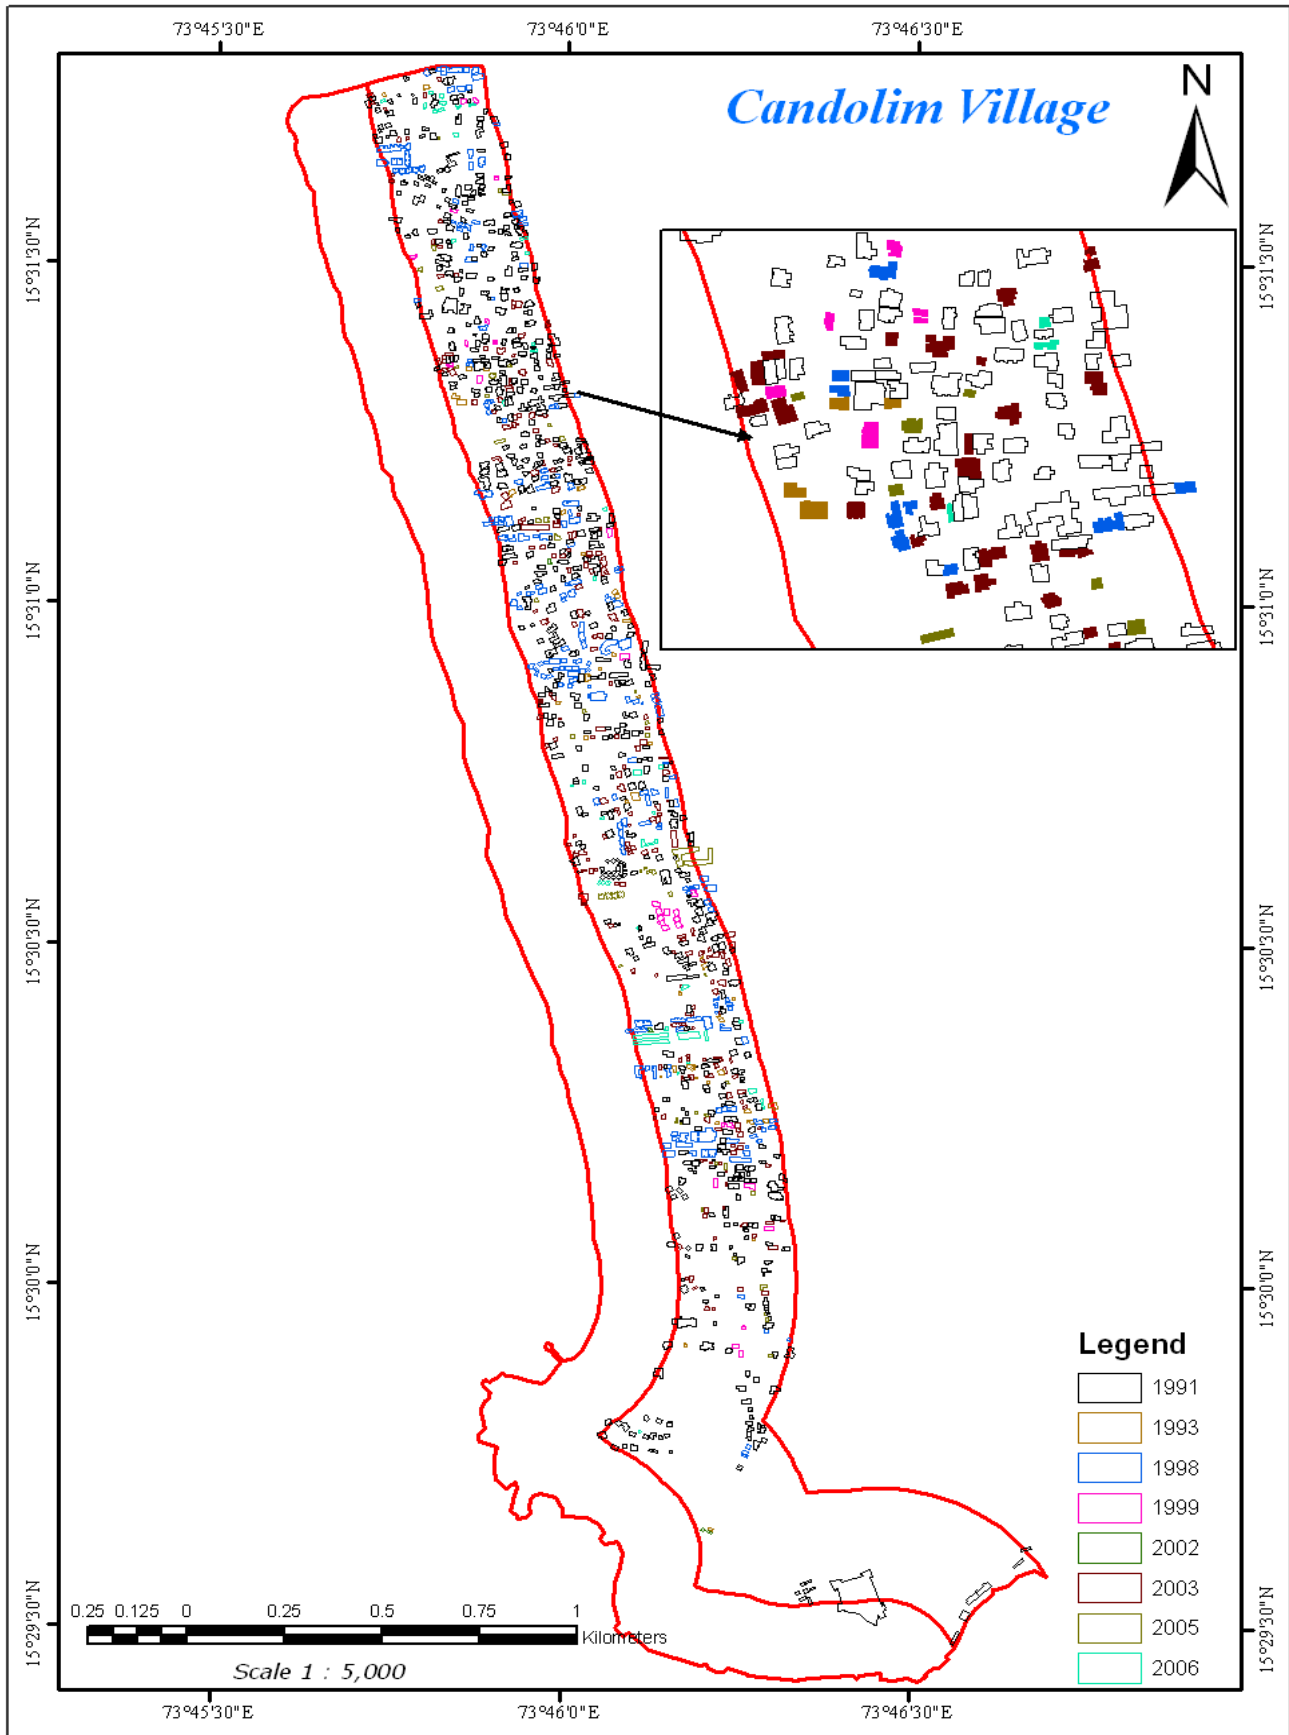 73°45'30"E 73°46'0"E 73°46'30"E
Candolim Village
N
15°31'30"N 15°31'30"N
15°31'0"N 15°31'0"N
15°30'30"N 15°30'30"N
15°30'0"N 15°30'0"N
15°29'30"N 15°29'30"N
Legend
1991
1993
1998
1999
2002
2003
2005
2006
0.25 0.125 0 0.25 0.5 0.75 1
Kilometers
Scale 1 : 5,000
73°45'30"E 73°46'0"E 73°46'30"E